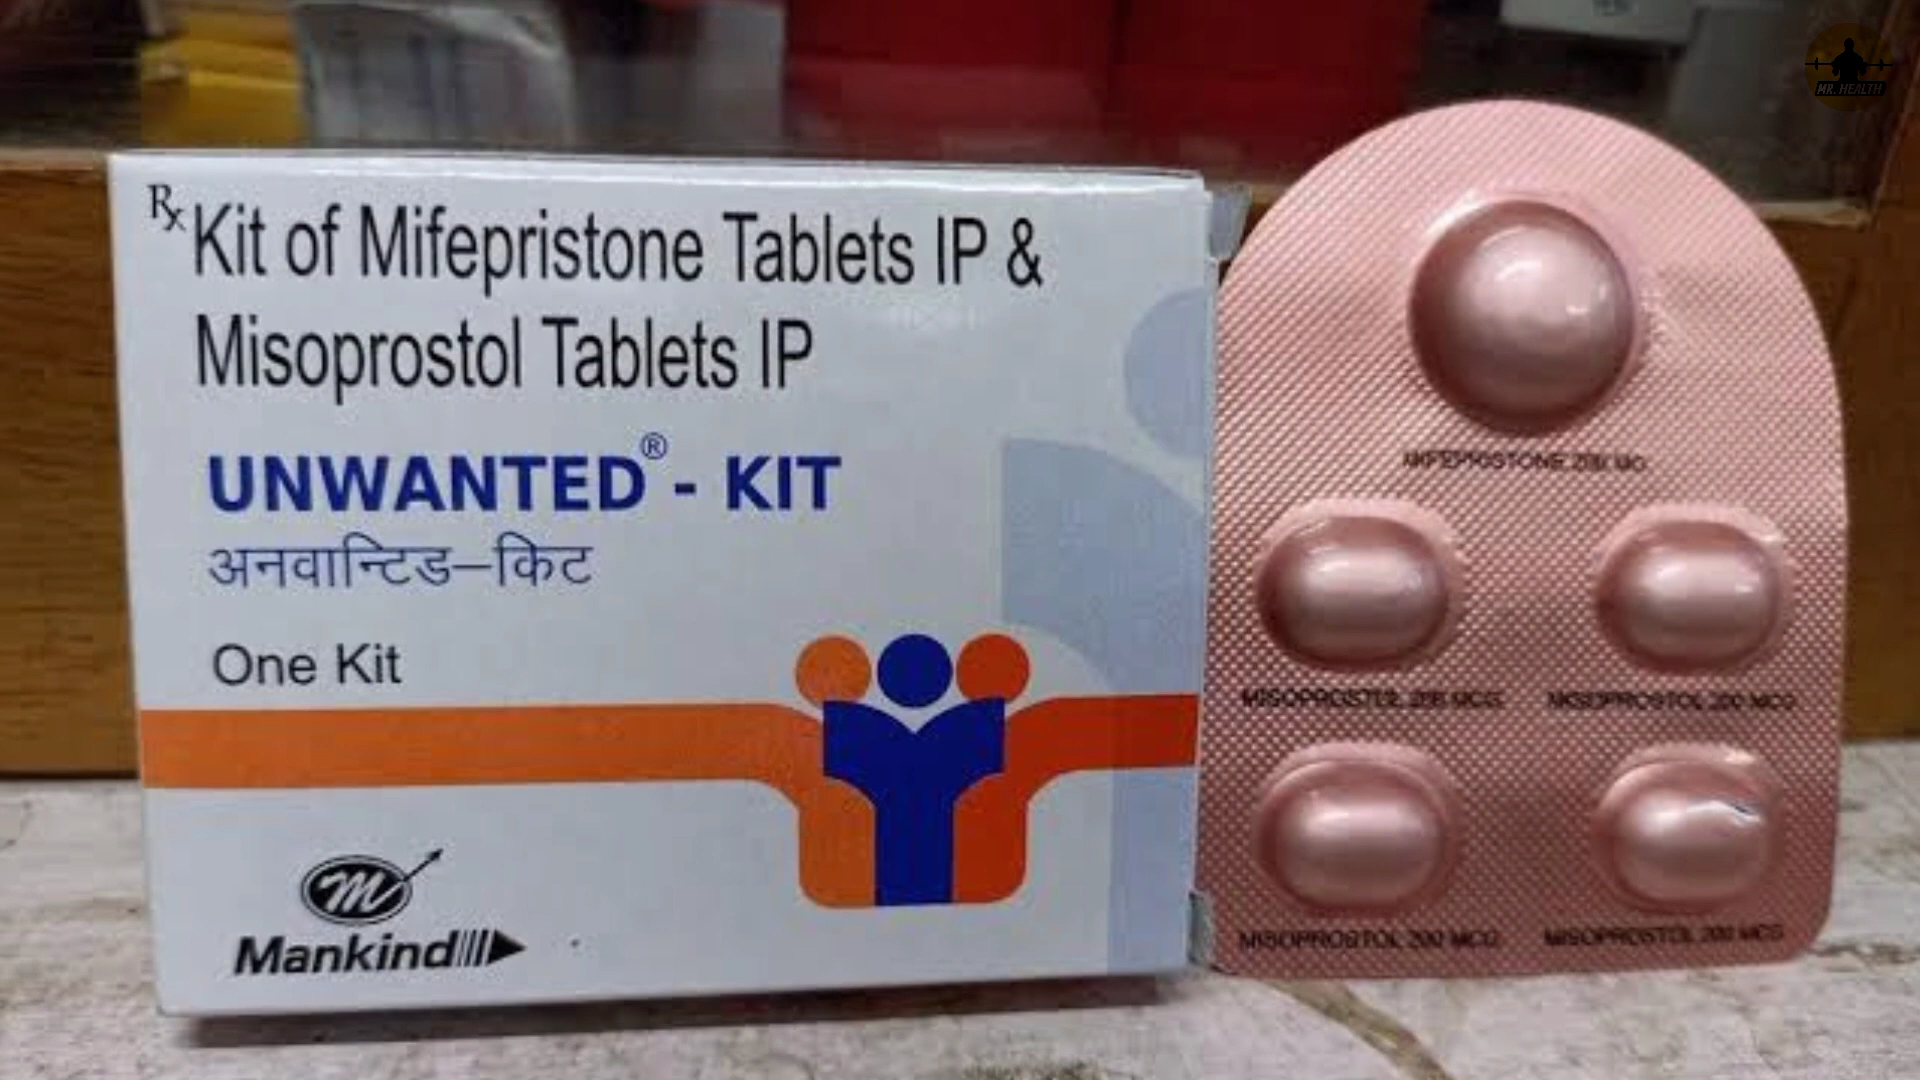 Rx Kit of Mifepristone Tablets IP &
Misoprostol Tablets IP
UNWANTED® - KIT
अनवान्टिड–किट
One Kit
m
Mankind
MR. HEALTH
MIFEPRISTONE 200 MG
MISOPROSTOL 200 MCG MISOPROSTOL 200 MCG
MISOPROSTOL 200 MCG MISOPROSTOL 200 MCG